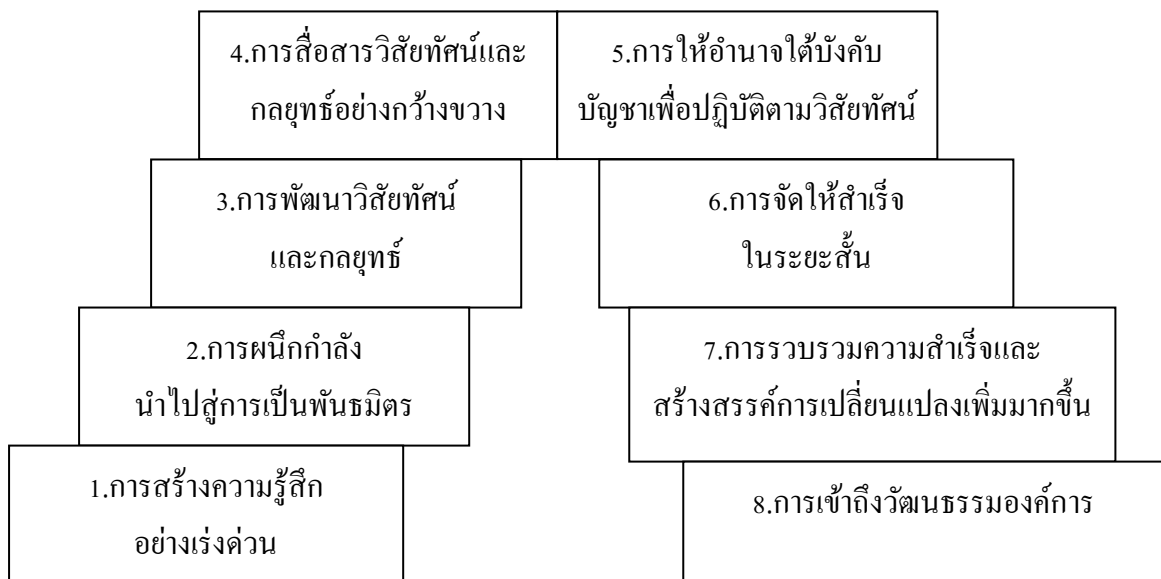 4.การสื่อสารวิสัยทัศน์และ
กลยุทธ์อย่างกว้างขวาง
5.การให้อำนาจใต้บังคับ
บัญชาเพื่อปฏิบัติตามวิสัยทัศน์
3.การพัฒนาวิสัยทัศน์
และกลยุทธ์
6.การจัดให้สำเร็จ
ในระยะสั้น
2.การผนึกกำลัง
นำไปสู่การเป็นพันธมิตร
7.การรวบรวมความสำเร็จและ
สร้างสรรค์การเปลี่ยนแปลงเพิ่มมากขึ้น
1.การสร้างความรู้สึก
อย่างเร่งด่วน
8.การเข้าถึงวัฒนธรรมองค์การ